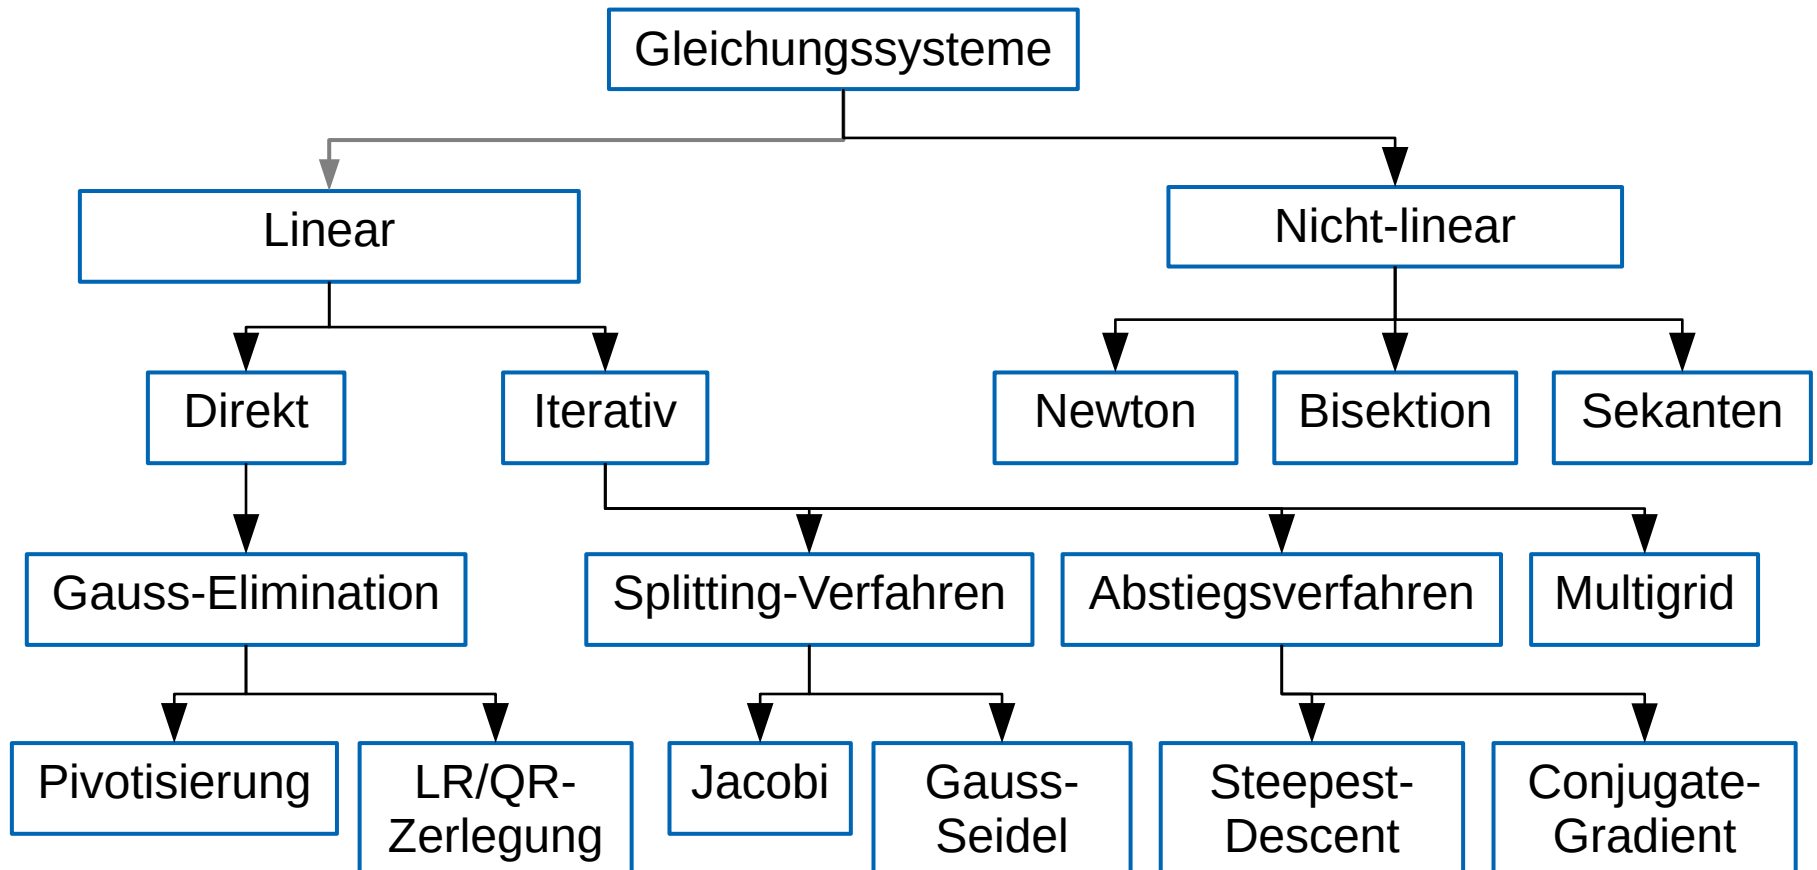 Gleichungssysteme
Linear
Nicht-linear
Direkt
Iterativ
Newton
Bisektion
Sekanten
Gauss-Elimination
Splitting-Verfahren
Abstiegsverfahren
Multigrid
Pivotisierung
LR/QR-
Zerlegung
Jacobi
Gauss-
Seidel
Steepest-
Descent
Conjugate-
Gradient